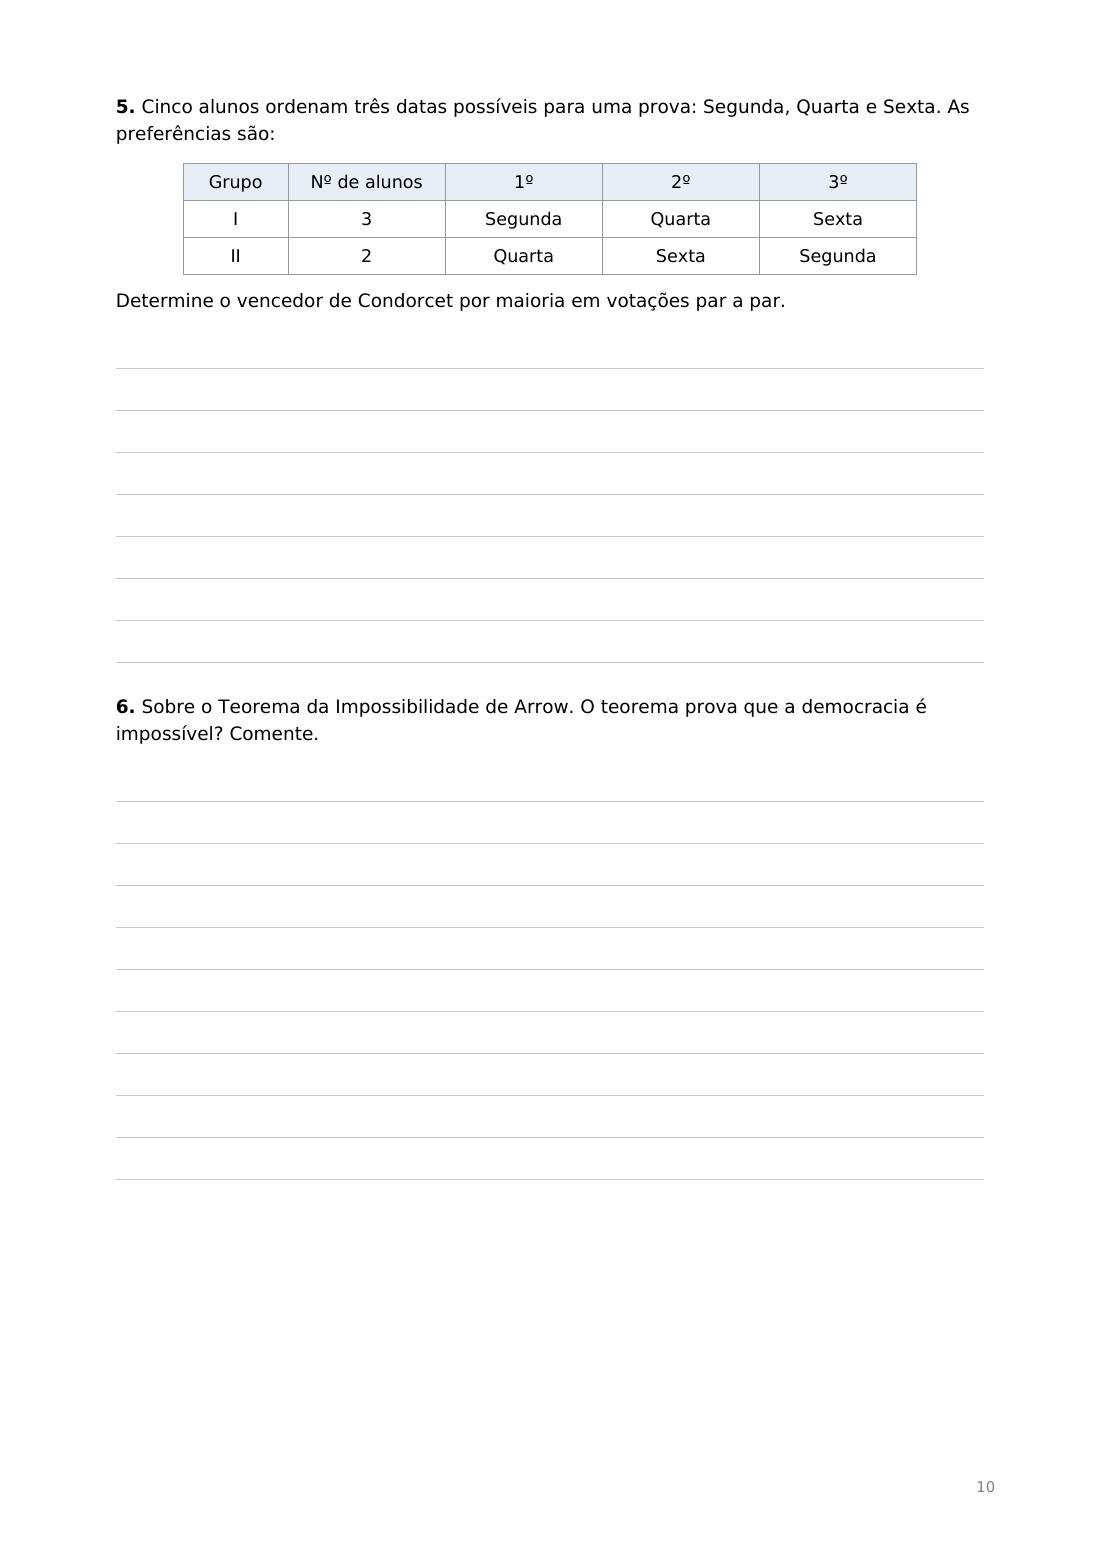 5. Cinco alunos ordenam três datas possíveis para uma prova: Segunda, Quarta e Sexta. As
preferências são:
Grupo Nº de alunos 1º 2º 3º
I 3 Segunda Quarta Sexta
II 2 Quarta Sexta Segunda
Determine o vencedor de Condorcet por maioria em votações par a par.
6. Sobre o Teorema da Impossibilidade de Arrow. O teorema prova que a democracia é
impossível? Comente.
10